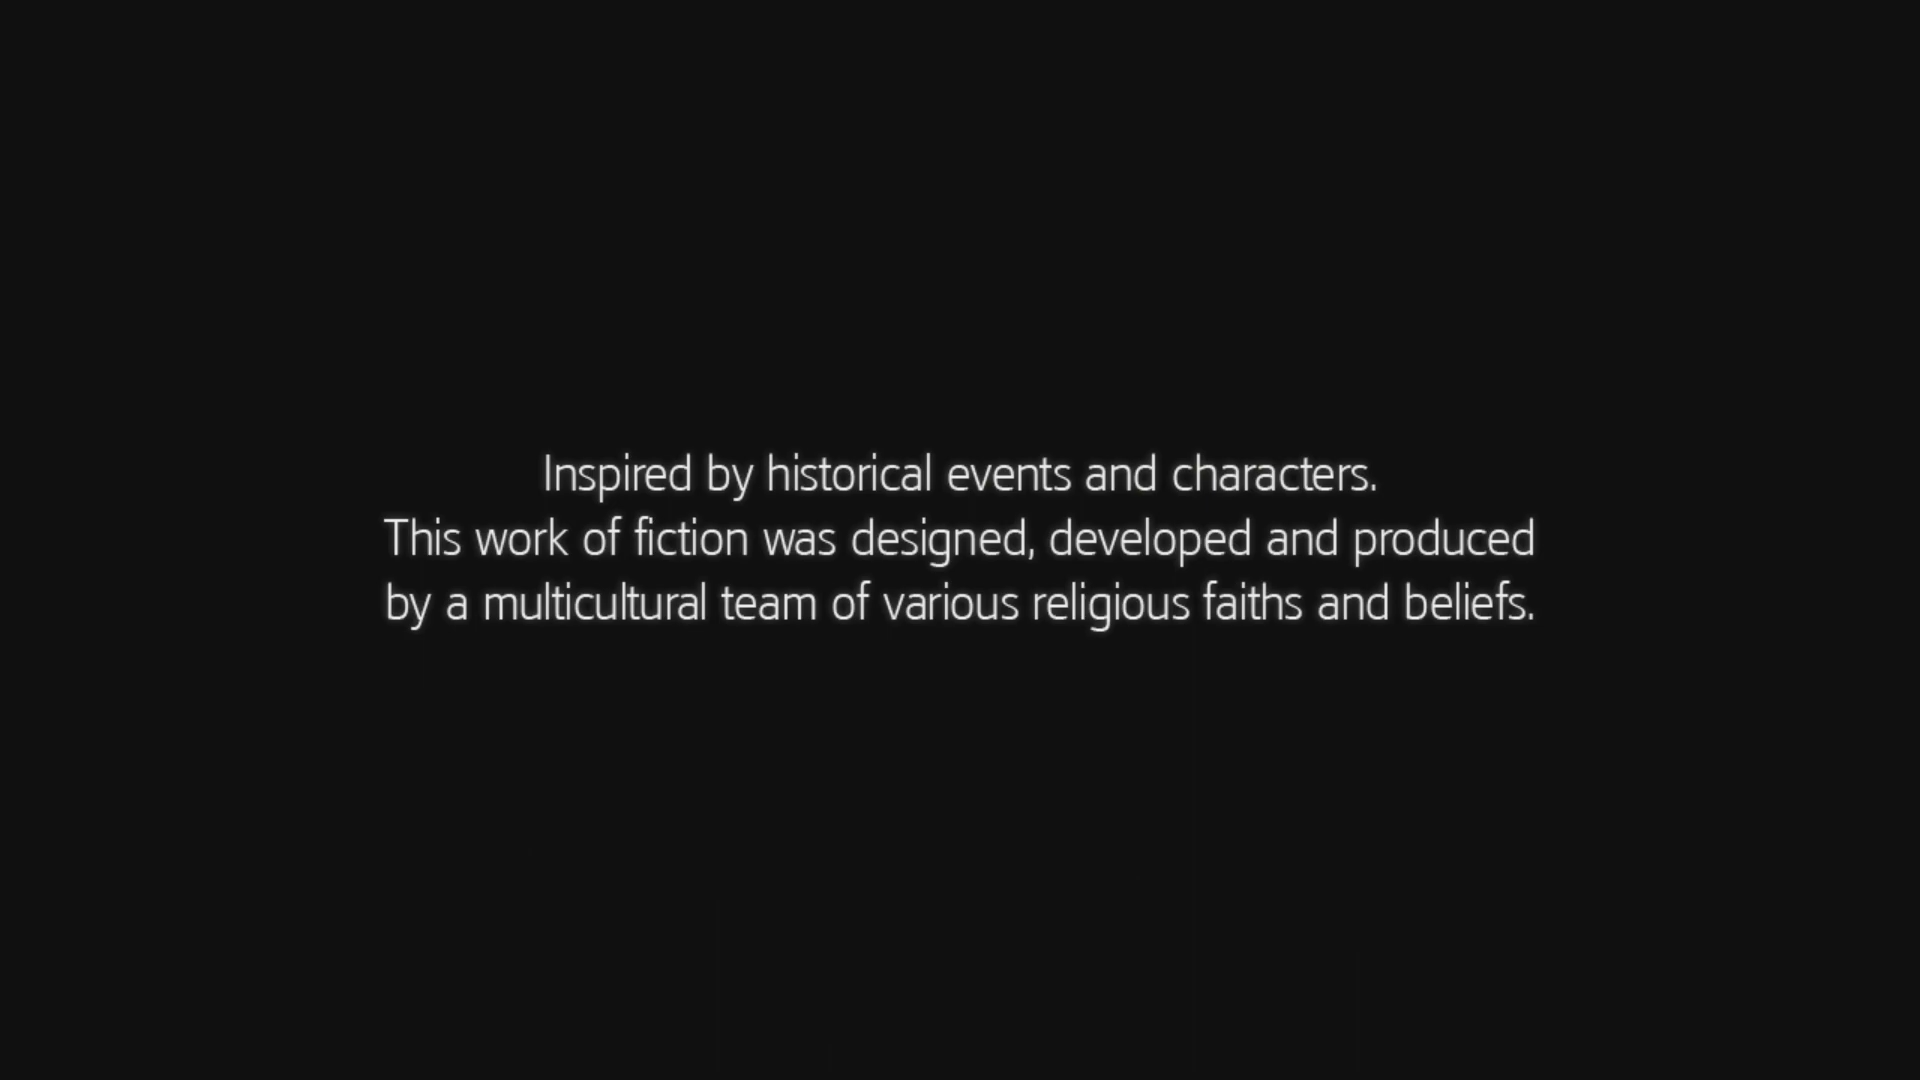 Inspired by historical events and characters.
This work of fiction was designed, developed and produced
by a multicultural team of various religious faiths and beliefs.